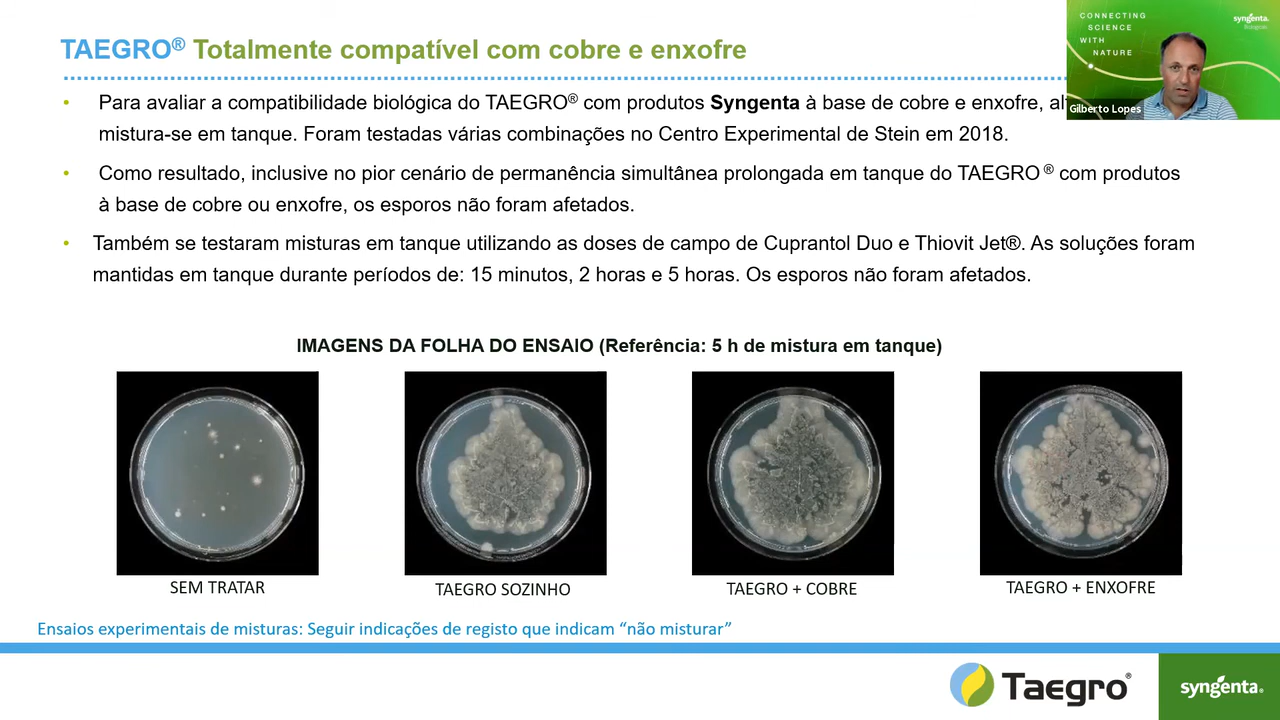 TAEGRO® Totalmente compatível com cobre e enxofre
CONNECTING
SCIENCE
WITH
NATURE
syngenta.
Gilberto Lopes
• Para avaliar a compatibilidade biológica do TAEGRO® com produtos Syngenta à base de cobre e enxofre,
mistura-se em tanque. Foram testadas várias combinações no Centro Experimental de Stein em 2018.
• Como resultado, inclusive no pior cenário de permanência simultânea prolongada em tanque do TAEGRO ® com produtos
à base de cobre ou enxofre, os esporos não foram afetados.
• Também se testaram misturas em tanque utilizando as doses de campo de Cuprantol Duo e Thiovit Jet®. As soluções foram
mantidas em tanque durante períodos de: 15 minutos, 2 horas e 5 horas. Os esporos não foram afetados.
IMAGENS DA FOLHA DO ENSAIO (Referência: 5 h de mistura em tanque)
SEM TRATAR
TAEGRO SOZINHO
TAEGRO + COBRE
TAEGRO + ENXOFRE
Ensaios experimentais de misturas: Seguir indicações de registo que indicam “não misturar”
Taegro®
syngenta®